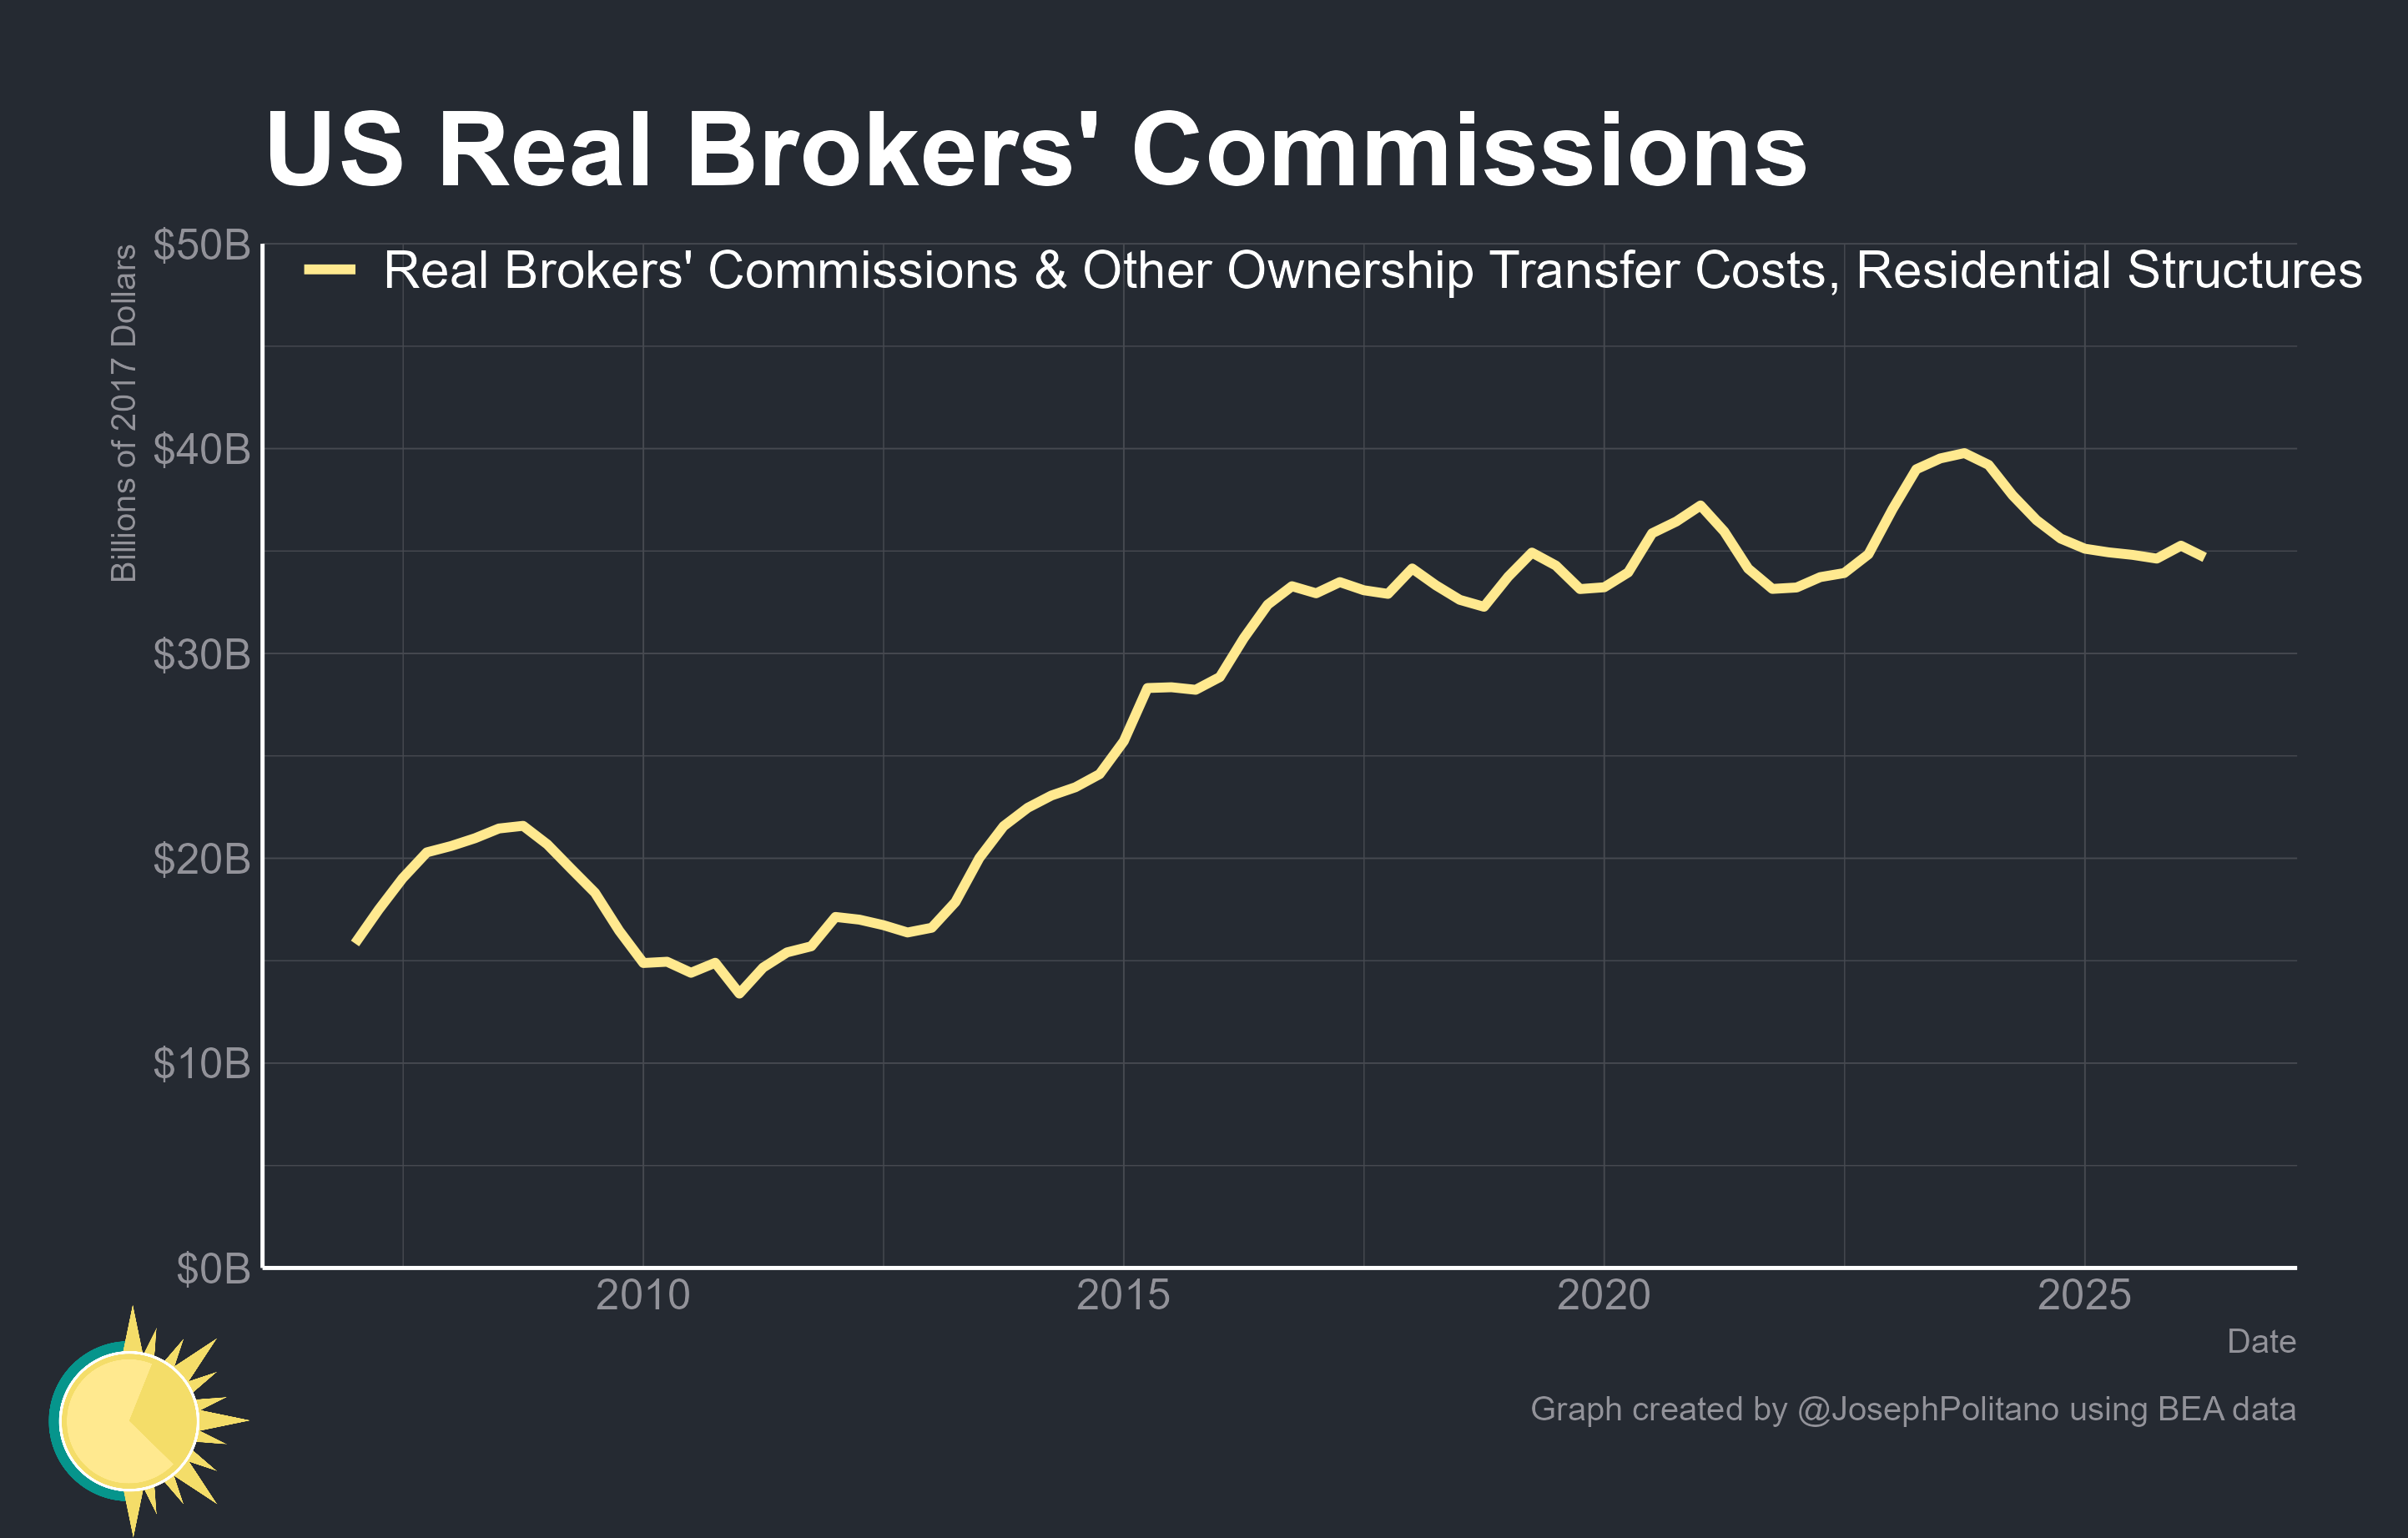 US Real Brokers' Commissions
Billions of 2017 Dollars
Real Brokers' Commissions & Other Ownership Transfer Costs, Residential Structures
$50B
$40B
$30B
$20B
$10B
$0B
2010 2015 2020 2025
Date
Graph created by @JosephPolitano using BEA data